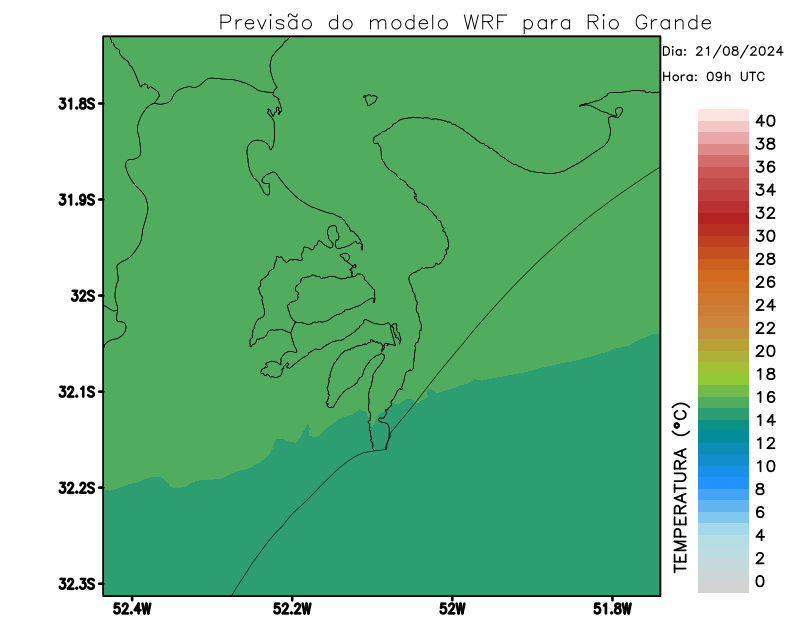 Previsão do modelo WRF para Rio Grande
Dia: 21/08/2024
Hora: 09h UTC
31.8S
31.9S
32S
32.1S
32.2S
32.3S
52.4W
52.2W
52W
51.8W
TEMPERATURA (ºC)
40
38
36
34
32
30
28
26
24
22
20
18
16
14
12
10
8
6
4
2
0